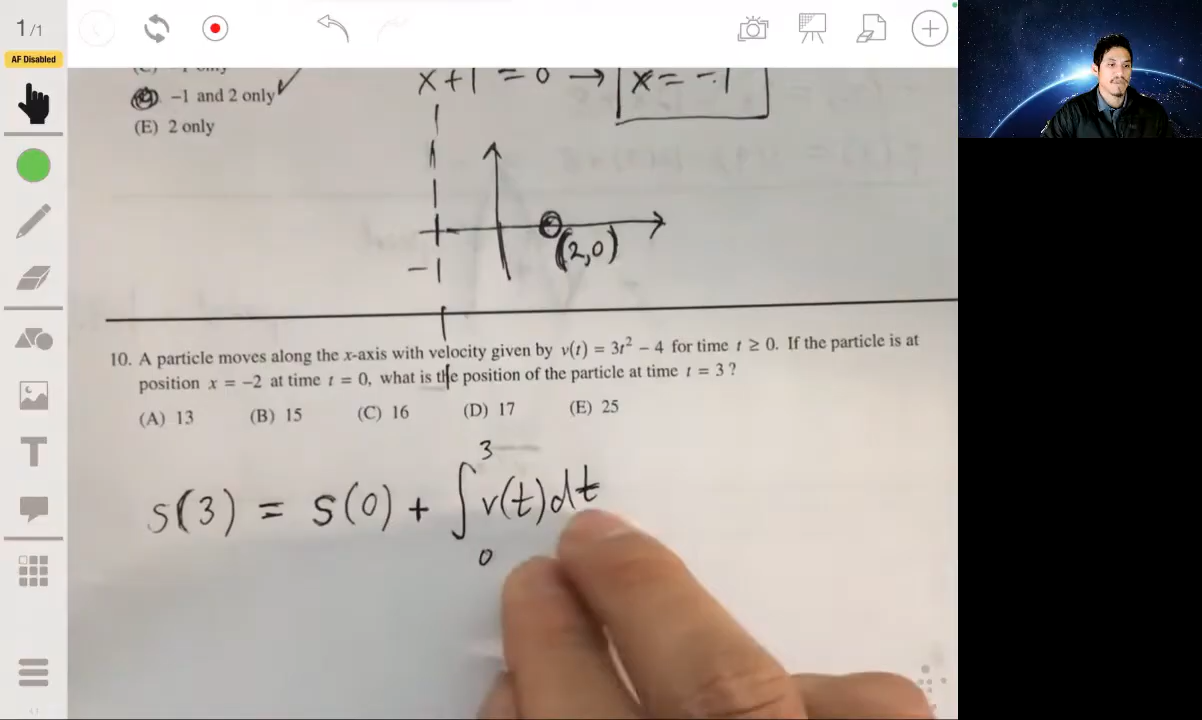 1/1
AF Disabled
x+1 = 0 → x = -1
-1 and 2 only
(E) 2 only
(2,0)
-1
10. A particle moves along the x-axis with velocity given by v(t) = 3t² − 4 for time t ≥ 0. If the particle is at
position x = −2 at time t = 0, what is the position of the particle at time t = 3 ?
(A) 13 (B) 15 (C) 16 (D) 17 (E) 25
s(3) = s(0) + ∫₀³ v(t)dt
T